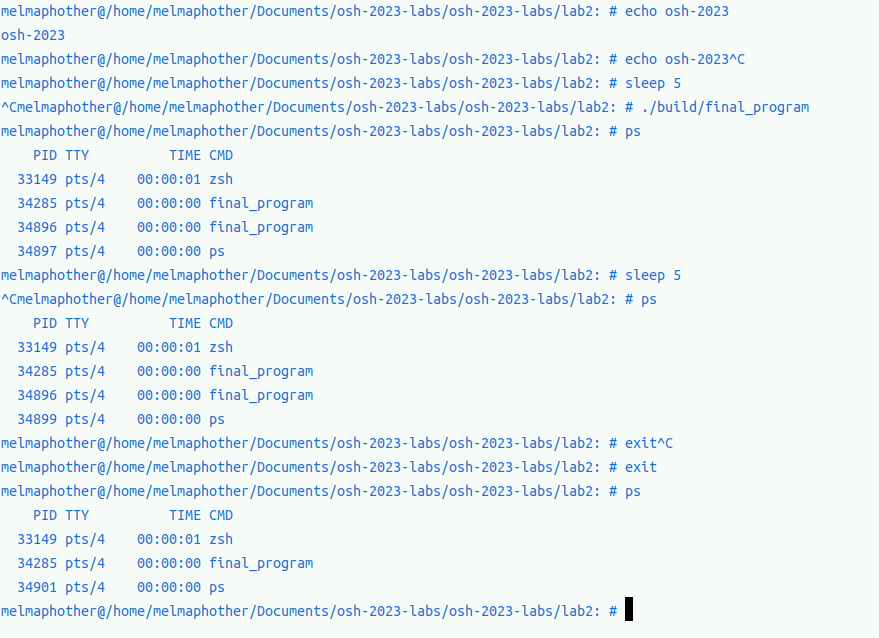 melmaphother@/home/melmaphother/Documents/osh-2023-labs/osh-2023-labs/lab2: # echo osh-2023
osh-2023
melmaphother@/home/melmaphother/Documents/osh-2023-labs/osh-2023-labs/lab2: # echo osh-2023^C
melmaphother@/home/melmaphother/Documents/osh-2023-labs/osh-2023-labs/lab2: # sleep 5
^Cmelmaphother@/home/melmaphother/Documents/osh-2023-labs/osh-2023-labs/lab2: # ./build/final_program
melmaphother@/home/melmaphother/Documents/osh-2023-labs/osh-2023-labs/lab2: # ps
    PID TTY          TIME CMD
  33149 pts/4    00:00:01 zsh
  34285 pts/4    00:00:00 final_program
  34896 pts/4    00:00:00 final_program
  34897 pts/4    00:00:00 ps
melmaphother@/home/melmaphother/Documents/osh-2023-labs/osh-2023-labs/lab2: # sleep 5
^Cmelmaphother@/home/melmaphother/Documents/osh-2023-labs/osh-2023-labs/lab2: # ps
    PID TTY          TIME CMD
  33149 pts/4    00:00:01 zsh
  34285 pts/4    00:00:00 final_program
  34896 pts/4    00:00:00 final_program
  34899 pts/4    00:00:00 ps
melmaphother@/home/melmaphother/Documents/osh-2023-labs/osh-2023-labs/lab2: # exit^C
melmaphother@/home/melmaphother/Documents/osh-2023-labs/osh-2023-labs/lab2: # exit
melmaphother@/home/melmaphother/Documents/osh-2023-labs/osh-2023-labs/lab2: # ps
    PID TTY          TIME CMD
  33149 pts/4    00:00:01 zsh
  34285 pts/4    00:00:00 final_program
  34901 pts/4    00:00:00 ps
melmaphother@/home/melmaphother/Documents/osh-2023-labs/osh-2023-labs/lab2: #